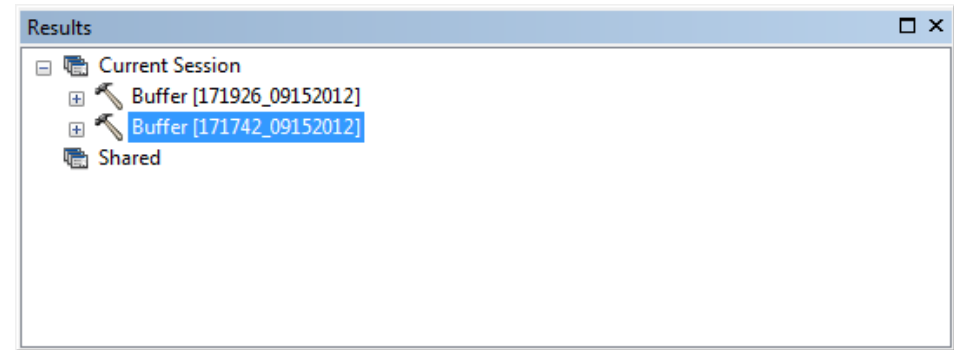 Results
Current Session
Buffer [171926_09152012]
Buffer [171742_09152012]
Shared